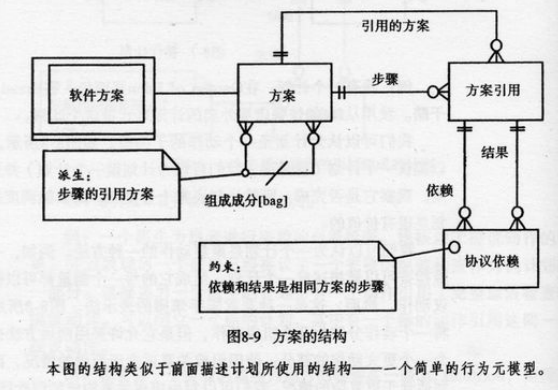 引用的方案
软件方案
方案
步骤
方案引用
派生:
步骤的引用方案
组成成分[bag]
依赖
结果
约束:
依赖和结果是相同方案的步骤
协议依赖
图8-9 方案的结构
本图的结构类似于前面描述计划所使用的结构——一个简单的行为元模型。